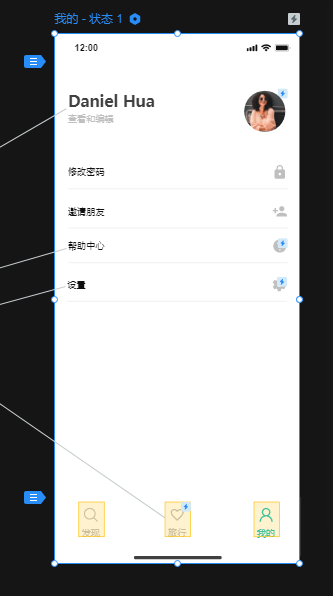 我的 - 状态 1
12:00
Daniel Hua
查看和编辑
修改密码
邀请朋友
帮助中心
设置
发现
旅行
我的